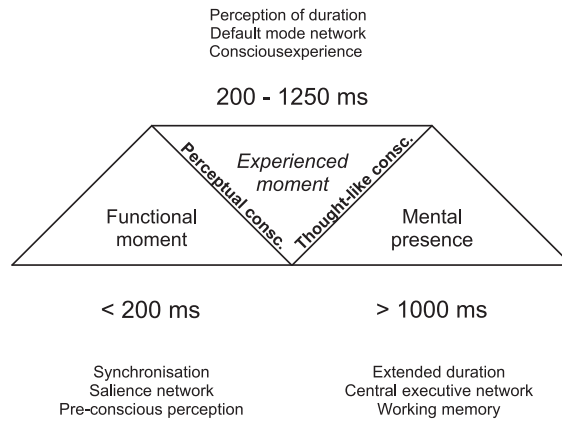 Perception of duration
Default mode network
Consciousexperience
200 - 1250 ms
Perceptual consc.
Experienced
moment
Thought-like consc.
Functional
moment
Mental
presence
< 200 ms
> 1000 ms
Synchronisation
Salience network
Pre-conscious perception
Extended duration
Central executive network
Working memory